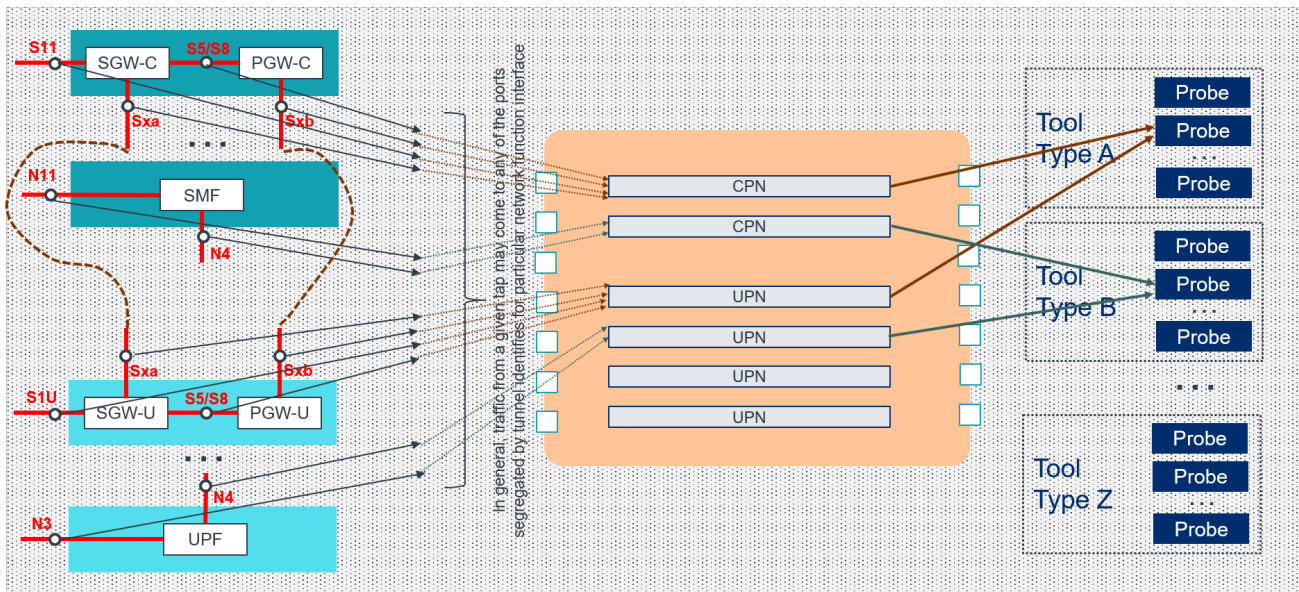 S11
SGW-C
S5/S8
PGW-C
Sxa
Sxb
...
N11
SMF
N4
Sxa
Sxb
S1U
SGW-U
S5/S8
PGW-U
...
N4
N3
UPF
In general, traffic from a given tap may come to any of the ports
segregated by tunnel identifies for particular network function interface
CPN
CPN
UPN
UPN
UPN
UPN
Tool
Type A
Probe
Probe
...
Probe
Tool
Type B
Probe
Probe
...
Probe
...
Tool
Type Z
Probe
Probe
...
Probe